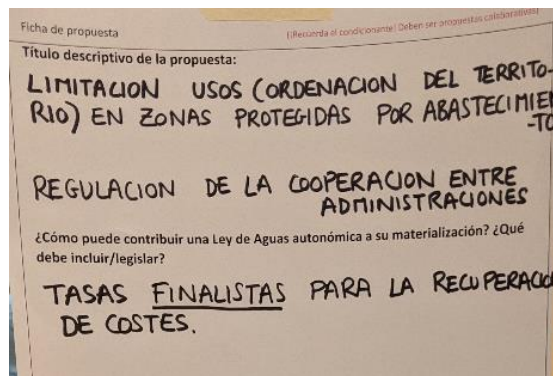 Ficha de propuesta
(¡Recuerda el condicionante! Deben ser propuestas colaborativas)
Título descriptivo de la propuesta:
LIMITACION USOS (ORDENACION DEL TERRITO-
RIO) EN ZONAS PROTEGIDAS POR ABASTECIMIEN
-TO
REGULACION DE LA COOPERACION ENTRE
ADMINISTRACIONES
¿Cómo puede contribuir una Ley de Aguas autonómica a su materialización? ¿Qué
debe incluir/legislar?
TASAS FINALISTAS PARA LA RECUPERACIO
DE COSTES.